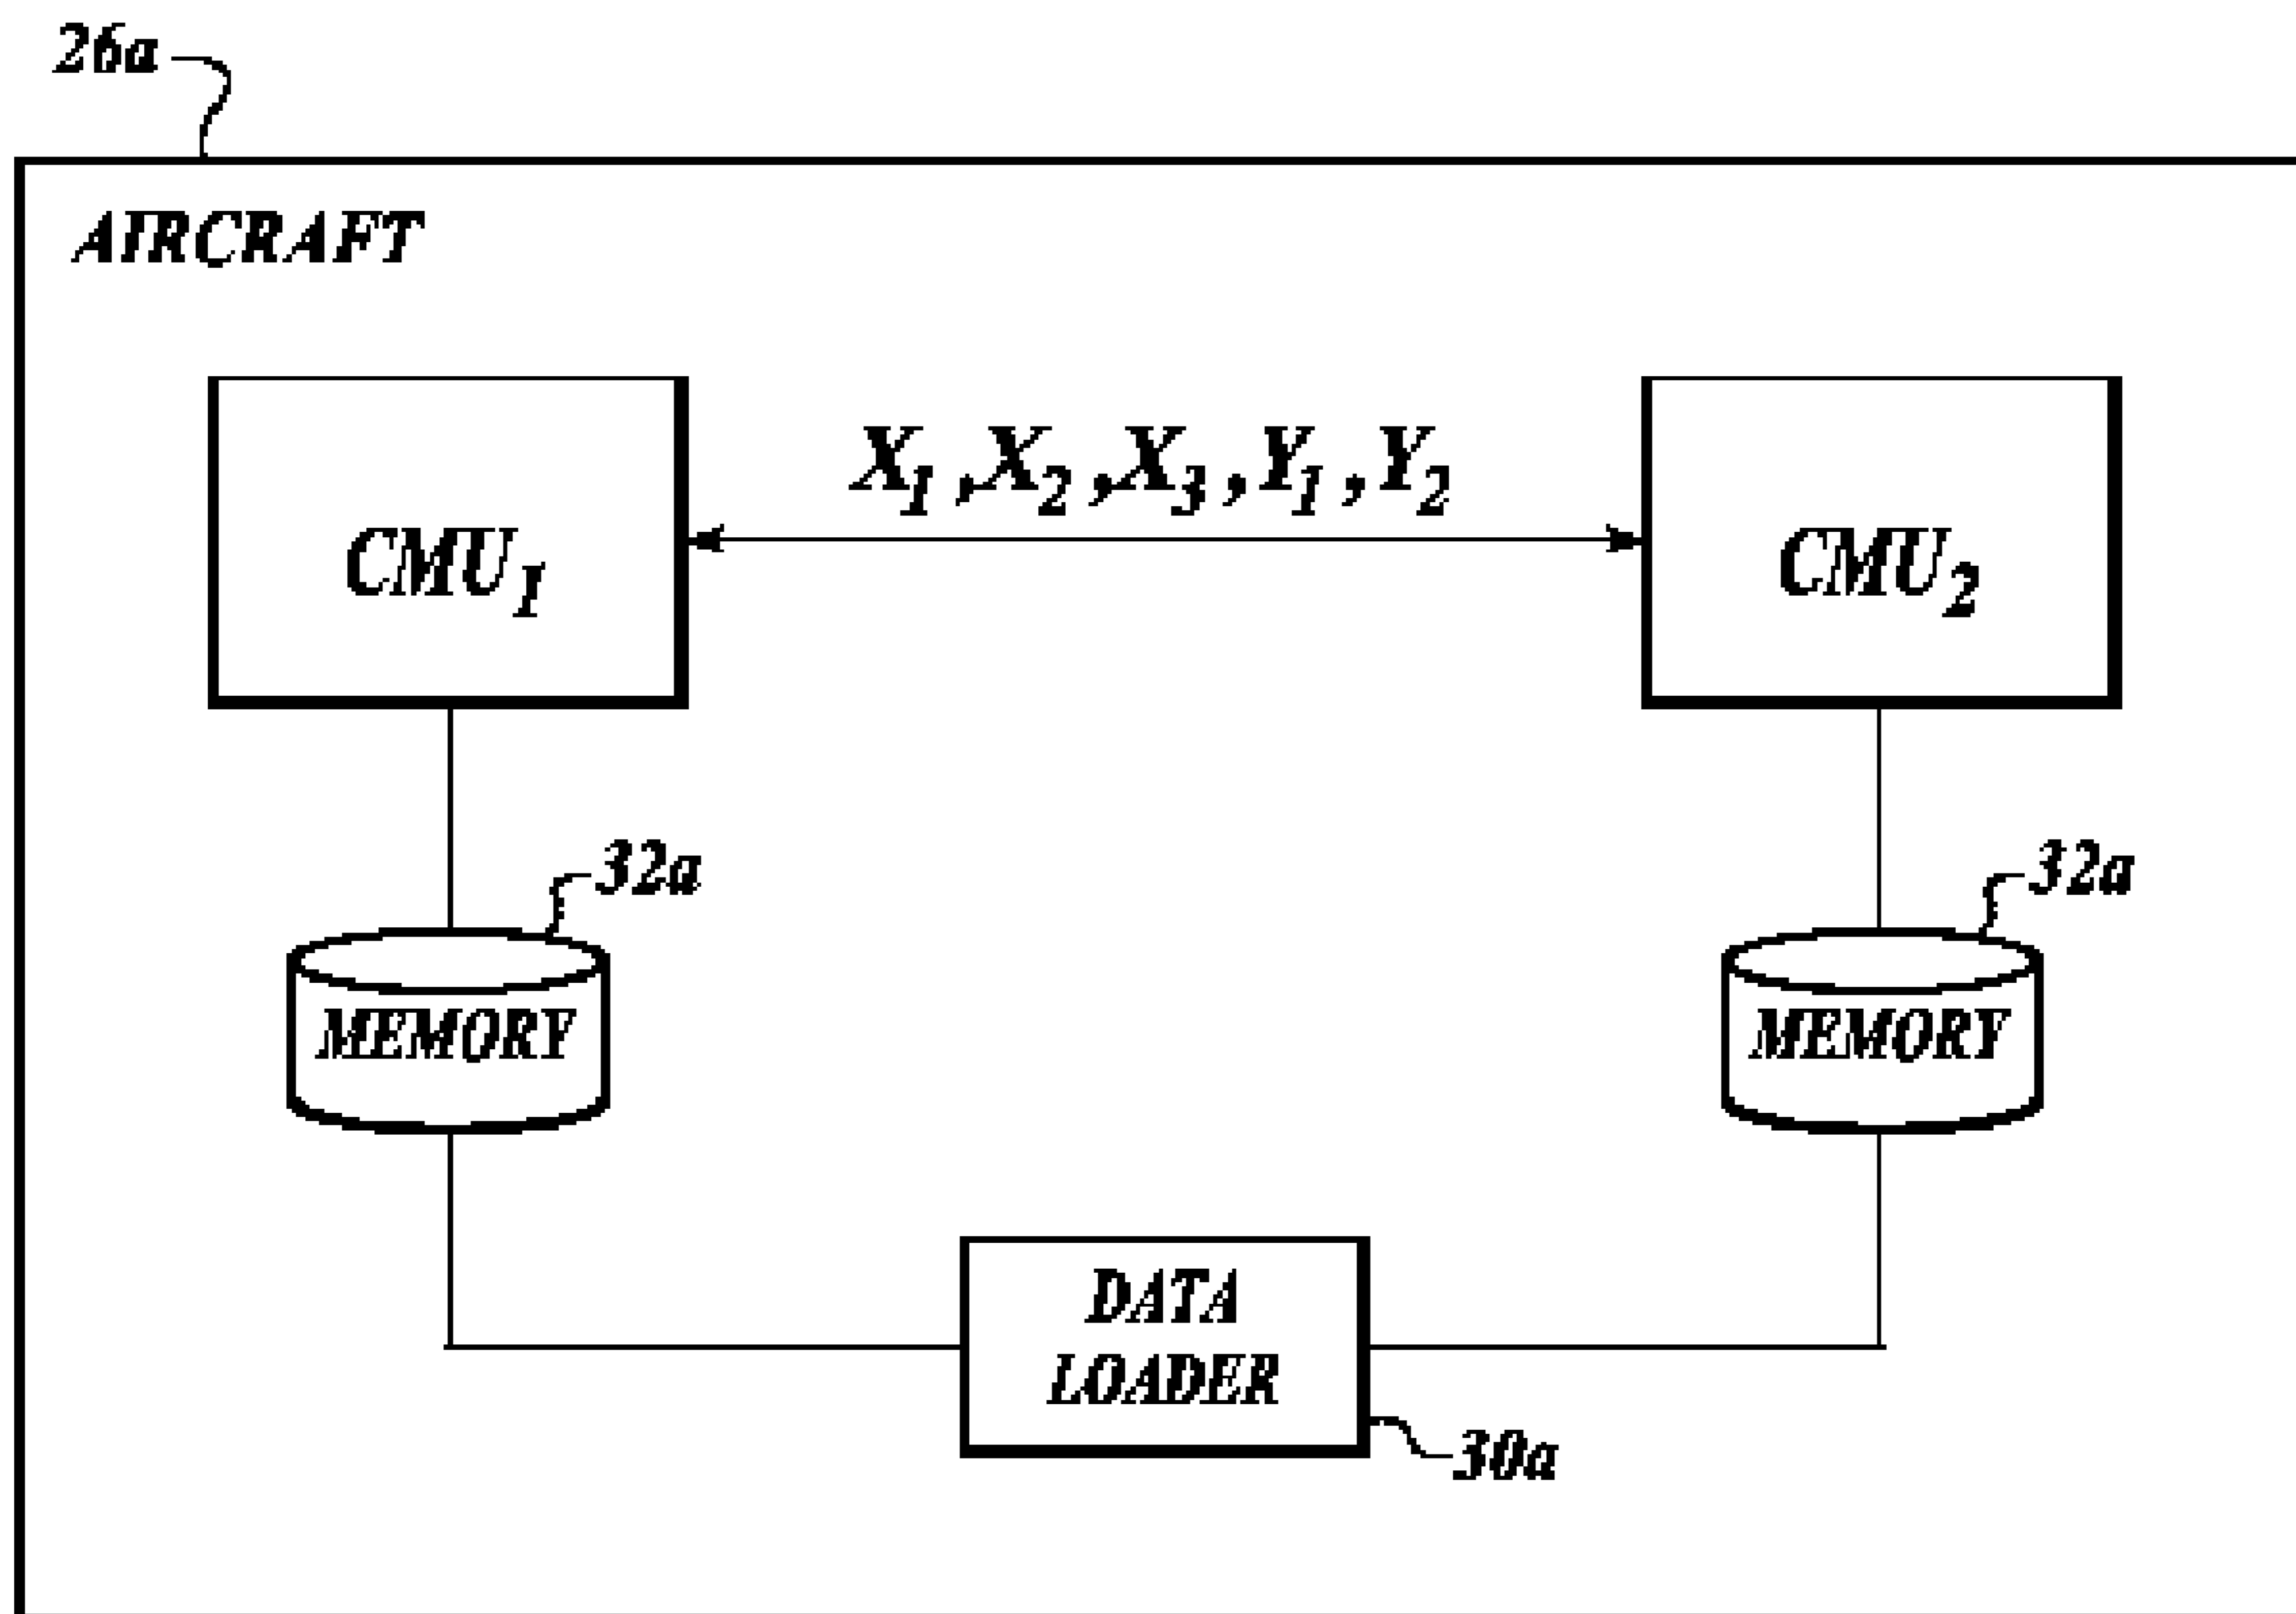 26a
AIRCRAFT
X1 ,X2 ,X3 ,Y1 ,Y2
CMU1
CMU2
32a
32a
MEMORY
MEMORY
DATA
LOADER
30a